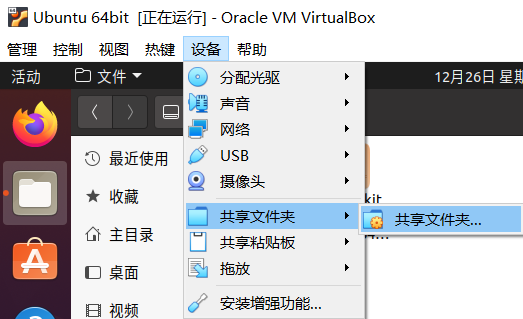 Ubuntu 64bit [正在运行] - Oracle VM VirtualBox
管理 控制 视图 热键 设备 帮助
活动 文件 12月26日
分配光驱
声音
网络
USB
摄像头
共享文件夹 共享文件夹...
共享粘贴板
拖放
安装增强功能...
最近使用
收藏
主目录
桌面
视频